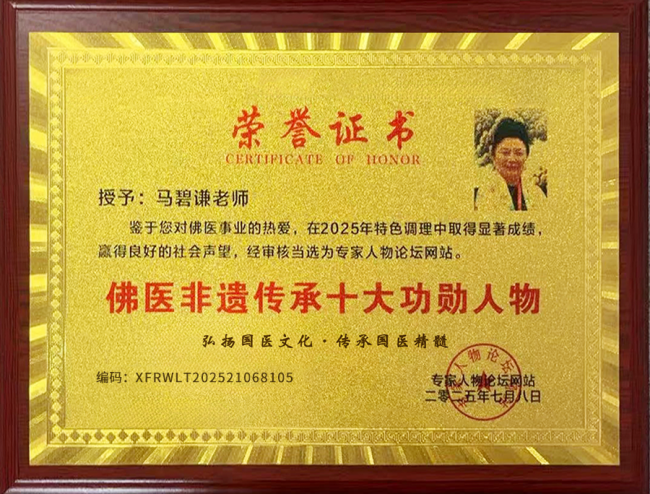 荣誉证书
CERTIFICATE OF HONOR
授予：马碧谦老师
鉴于您对佛医事业的热爱，在2025年特色调理中取得显著成绩，
赢得良好的社会声望，经审核当选为专家人物论坛网站。
佛医非遗传承十大功勋人物
弘扬国医文化·传承国医精髓
编码：XFRWLT202521068105
专家人物论坛网站
二零二五年七月八日